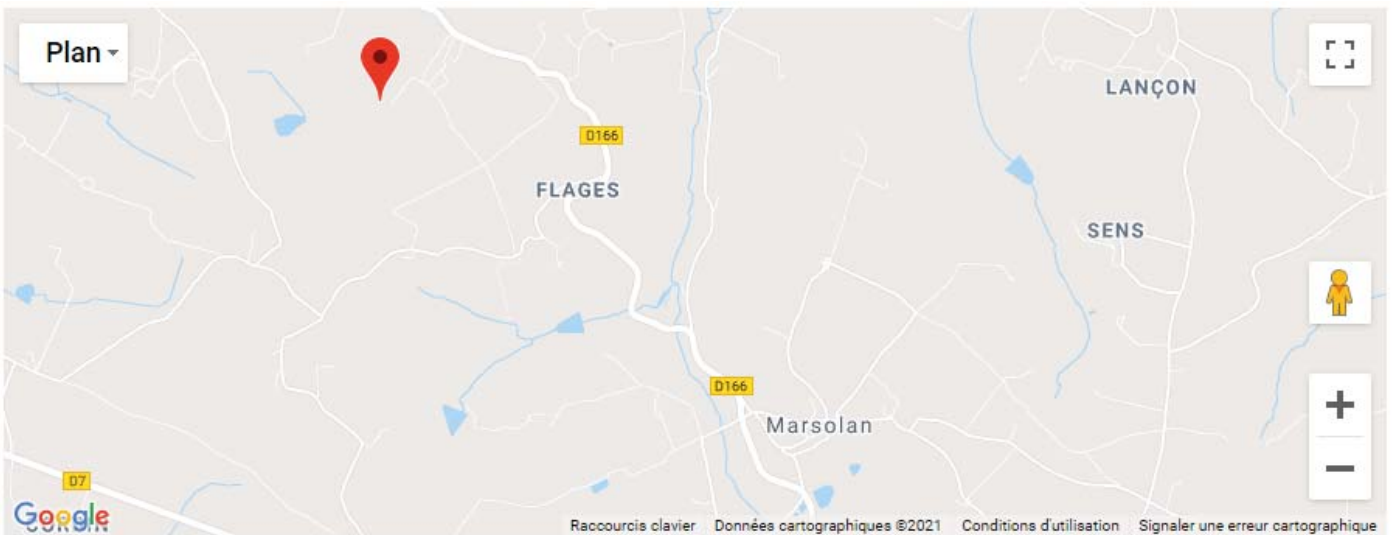 Plan
LANÇON
D166
FLAGES
SENS
D166
Marsolan
D7
Google
Raccourcis clavier Données cartographiques ©2021 Conditions d'utilisation Signaler une erreur cartographique